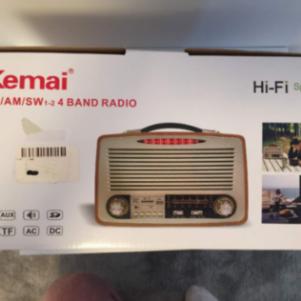 Kemai
/AM/SW1-2 4 BAND RADIO
Hi-Fi
AUX
TF AC DC